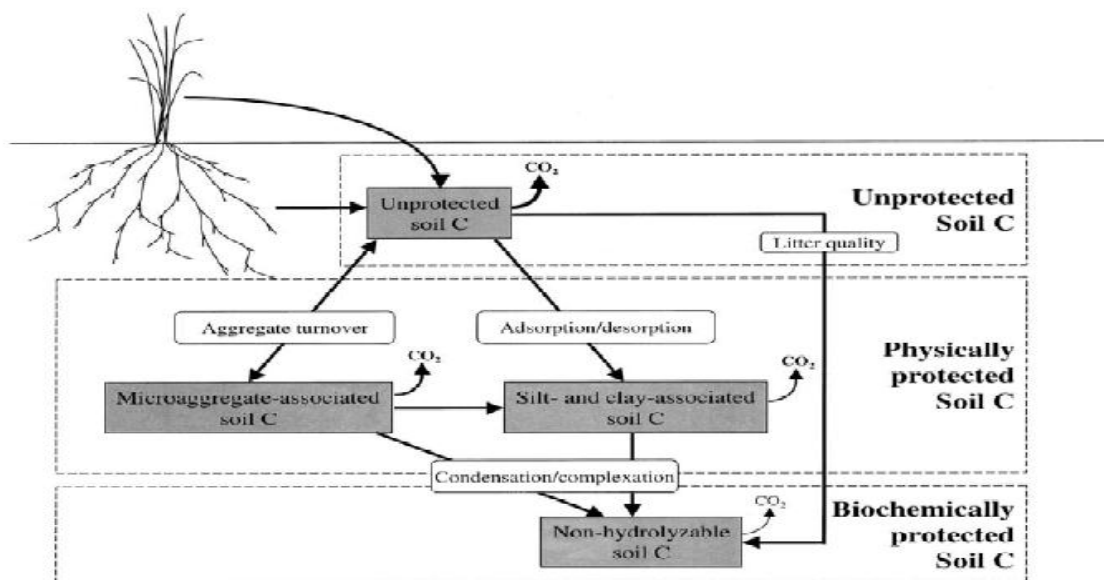 CO₂
Unprotected
soil C
Unprotected
Soil C
Litter quality
Aggregate turnover
Adsorption/desorption
CO₂
CO₂
Physically
protected
Soil C
Microaggregate-associated
soil C
Silt- and clay-associated
soil C
Condensation/complexation
CO₂
Non-hydrolyzable
soil C
Biochemically
protected
Soil C